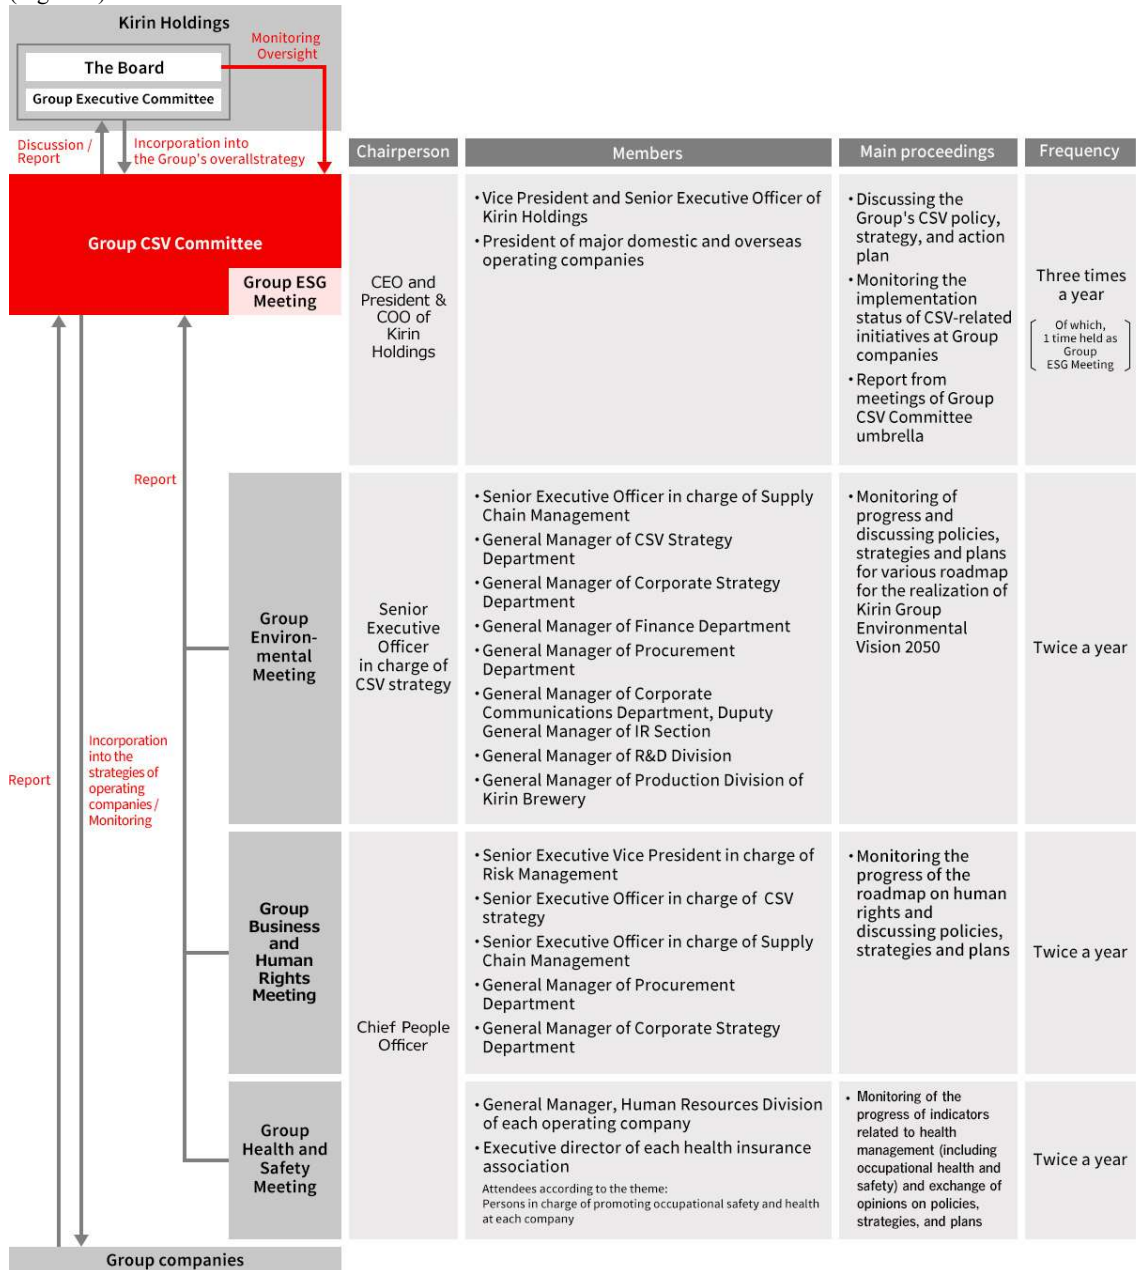 Kirin Holdings
The Board
Group Executive Committee
Monitoring
Oversight
Discussion /
Report
Incorporation into
the Group's overallstrategy
Group CSV Committee
Group ESG
Meeting
Chairperson
Members
Main proceedings
Frequency
CEO and
President &
COO of
Kirin
Holdings
• Vice President and Senior Executive Officer of
Kirin Holdings
• President of major domestic and overseas
operating companies
• Discussing the
Group's CSV policy,
strategy, and action
plan
• Monitoring the
implementation
status of CSV-related
initiatives at Group
companies
• Report from
meetings of Group
CSV Committee
umbrella
Three times
a year
Of which,
1 time held as
Group
ESG Meeting
Report
Group
Environ-
mental
Meeting
Senior
Executive
Officer
in charge of
CSV strategy
• Senior Executive Officer in charge of Supply
Chain Management
• General Manager of CSV Strategy
Department
• General Manager of Corporate Strategy
Department
• General Manager of Finance Department
• General Manager of Procurement
Department
• General Manager of Corporate
Communications Department, Duputy
General Manager of IR Section
• General Manager of R&D Division
• General Manager of Production Division of
Kirin Brewery
• Monitoring of
progress and
discussing policies,
strategies and plans
for various roadmap
for the realization of
Kirin Group
Environmental
Vision 2050
Twice a year
Report
Incorporation
into the
strategies of
operating
companies /
Monitoring
Group
Business
and
Human
Rights
Meeting
Chief People
Officer
• Senior Executive Vice President in charge of
Risk Management
• Senior Executive Officer in charge of CSV
strategy
• Senior Executive Officer in charge of Supply
Chain Management
• General Manager of Procurement
Department
• General Manager of Corporate Strategy
Department
• Monitoring the
progress of the
roadmap on human
rights and
discussing policies,
strategies and plans
Twice a year
Group
Health and
Safety
Meeting
• General Manager, Human Resources Division
of each operating company
• Executive director of each health insurance
association
Attendees according to the theme:
Persons in charge of promoting occupational safety and health
at each company
• Monitoring of the
progress of indicators
related to health
management (including
occupational health and
safety) and exchange of
opinions on policies,
strategies, and plans
Twice a year
Group companies